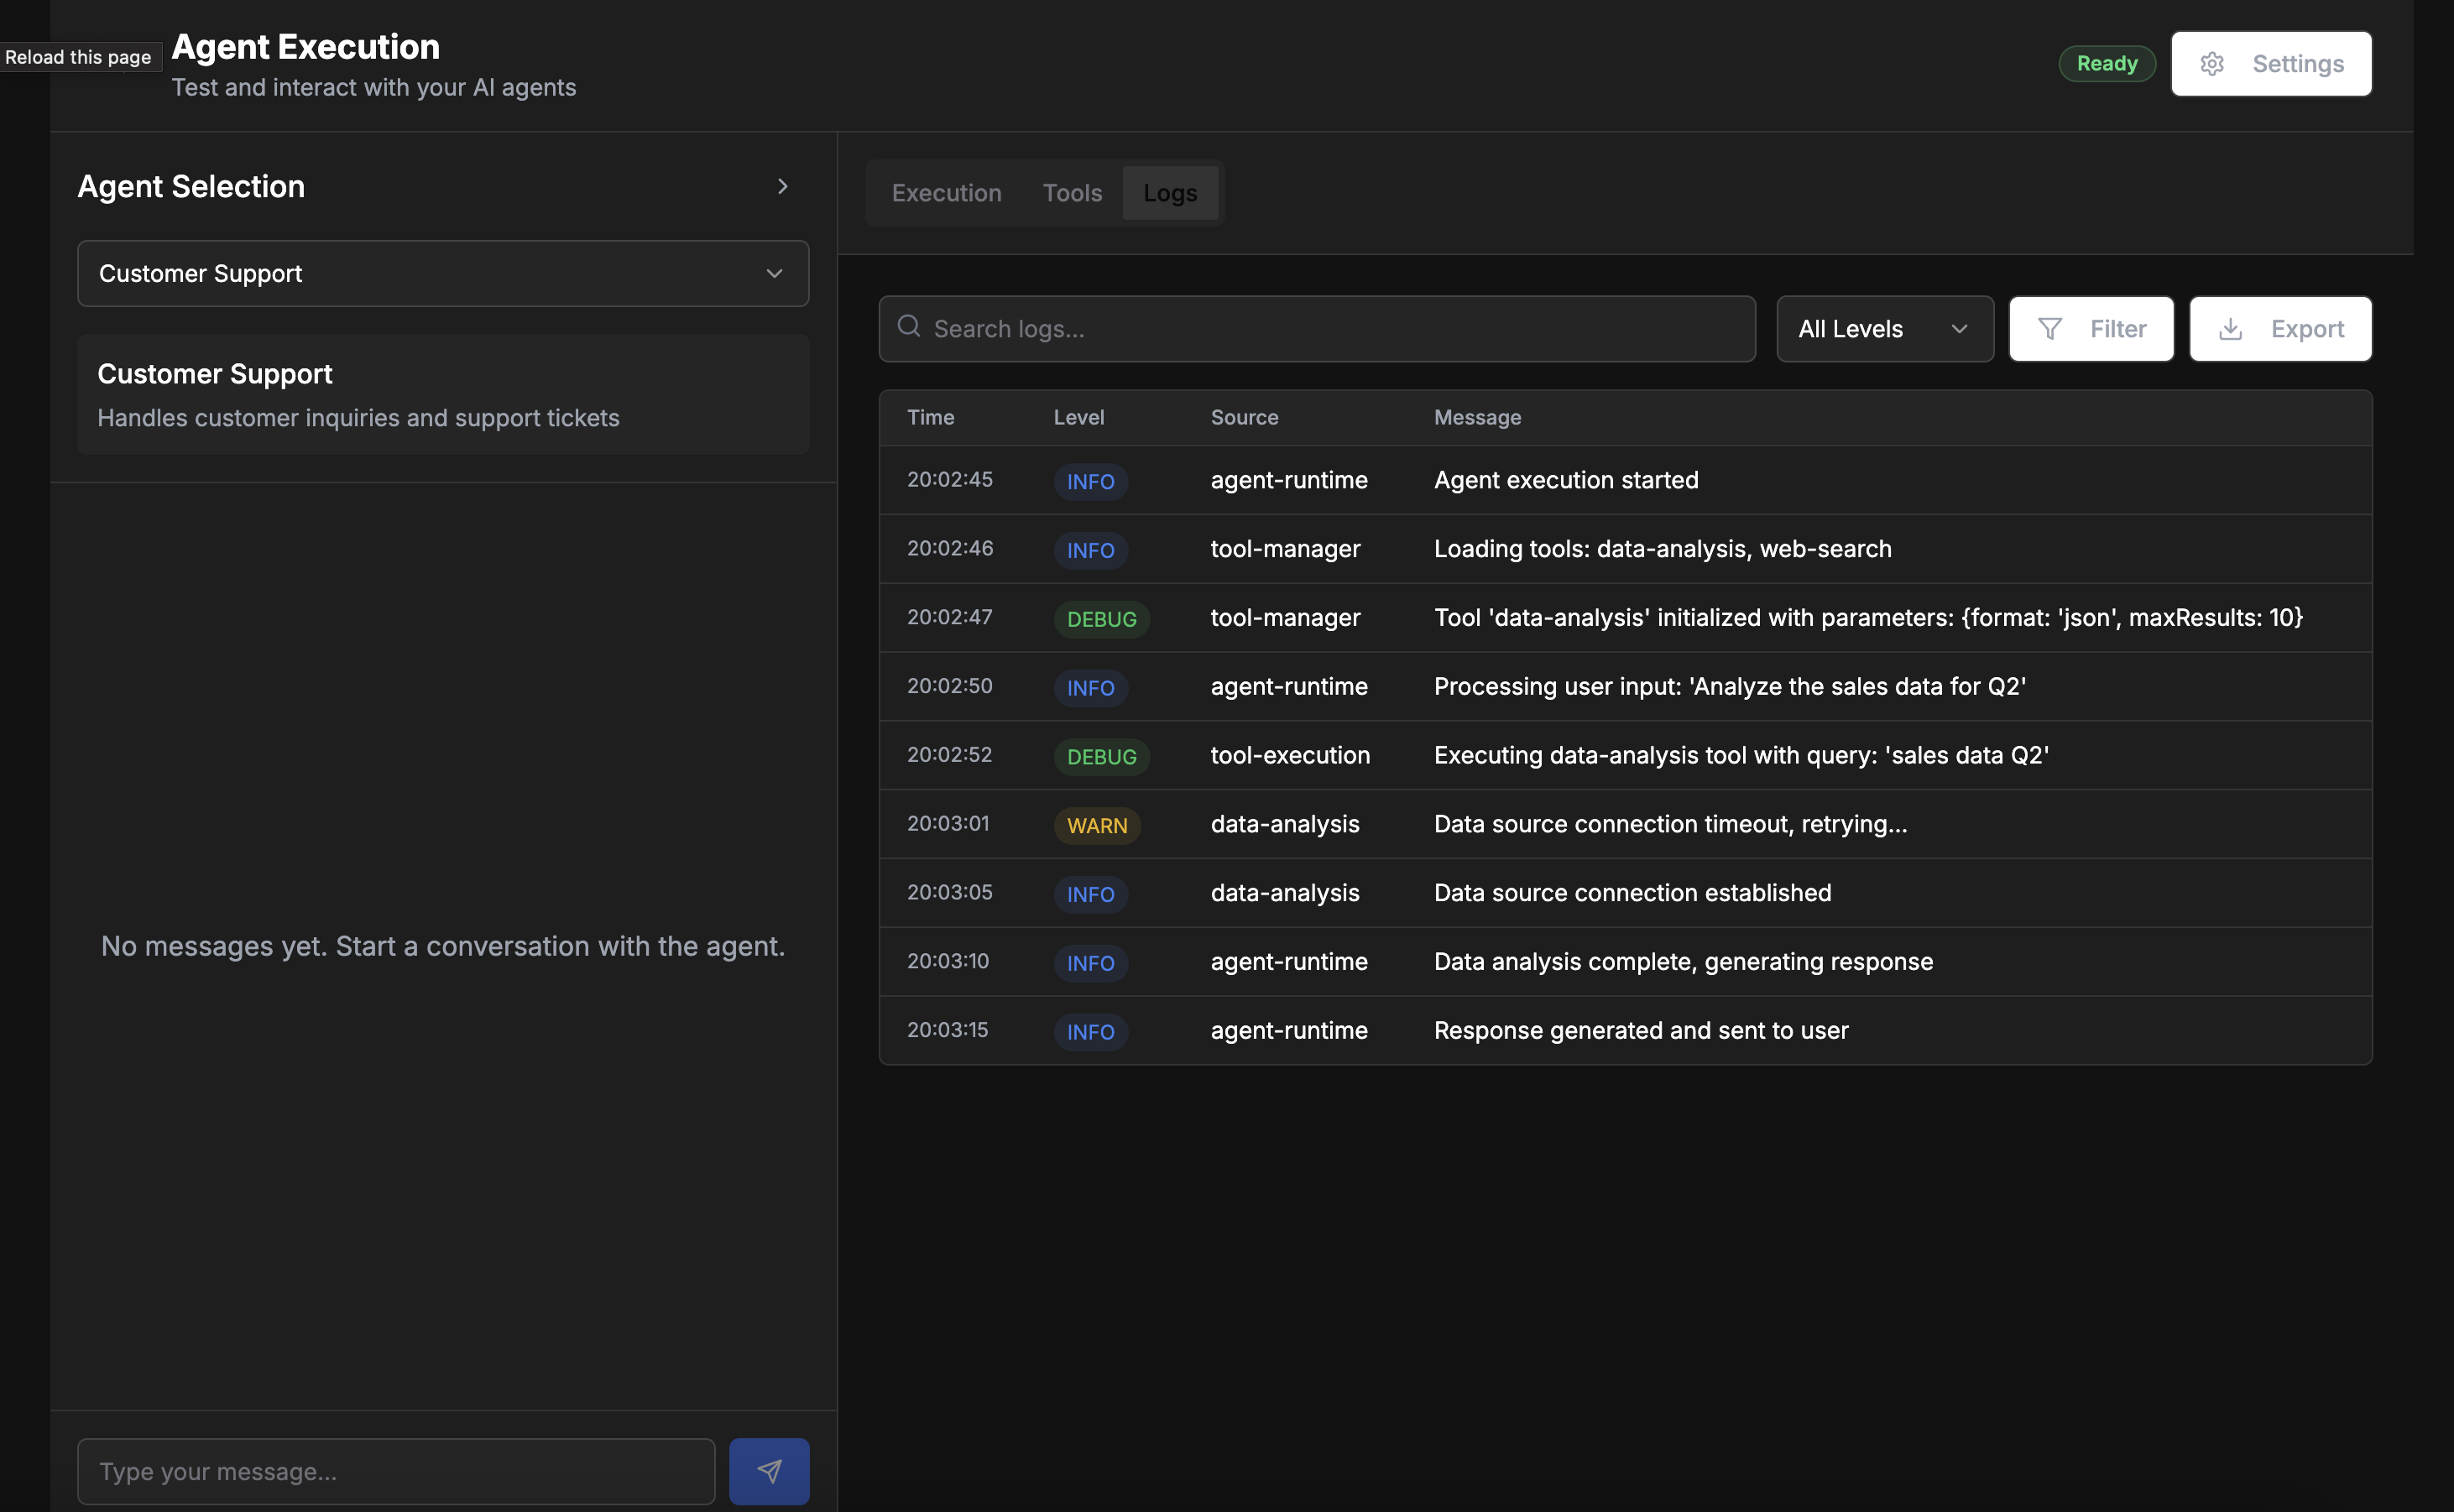 Reload this page
Agent Execution
Test and interact with your AI agents
Ready
Settings
Agent Selection
Customer Support
Customer Support
Handles customer inquiries and support tickets
No messages yet. Start a conversation with the agent.
Type your message...
Execution Tools Logs
Search logs... All Levels Filter Export
Time Level Source Message
20:02:45 INFO agent-runtime Agent execution started
20:02:46 INFO tool-manager Loading tools: data-analysis, web-search
20:02:47 DEBUG tool-manager Tool 'data-analysis' initialized with parameters: {format: 'json', maxResults: 10}
20:02:50 INFO agent-runtime Processing user input: 'Analyze the sales data for Q2'
20:02:52 DEBUG tool-execution Executing data-analysis tool with query: 'sales data Q2'
20:03:01 WARN data-analysis Data source connection timeout, retrying...
20:03:05 INFO data-analysis Data source connection established
20:03:10 INFO agent-runtime Data analysis complete, generating response
20:03:15 INFO agent-runtime Response generated and sent to user